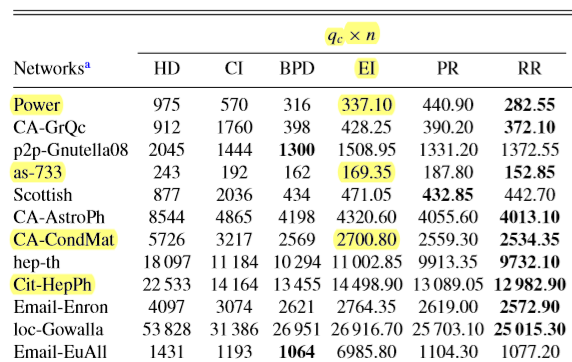 q_c × n
Networks^a HD CI BPD EI PR RR
Power 975 570 316 337.10 440.90 282.55
CA-GrQc 912 1760 398 428.25 390.20 372.10
p2p-Gnutella08 2045 1444 1300 1508.95 1331.20 1372.55
as-733 243 192 162 169.35 187.80 152.85
Scottish 877 2036 434 471.05 432.85 442.70
CA-AstroPh 8544 4865 4198 4320.60 4055.60 4013.10
CA-CondMat 5726 3217 2569 2700.80 2559.30 2534.35
hep-th 18 097 11 184 10 294 11 002.85 9913.35 9732.10
Cit-HepPh 22 533 14 164 13 455 14 498.90 13 089.05 12 982.90
Email-Enron 4097 3074 2621 2764.35 2619.00 2572.90
loc-Gowalla 53 828 31 386 26 951 26 916.70 25 703.10 25 015.30
Email-EuAll 1431 1193 1064 6985.80 1104.30 1077.20